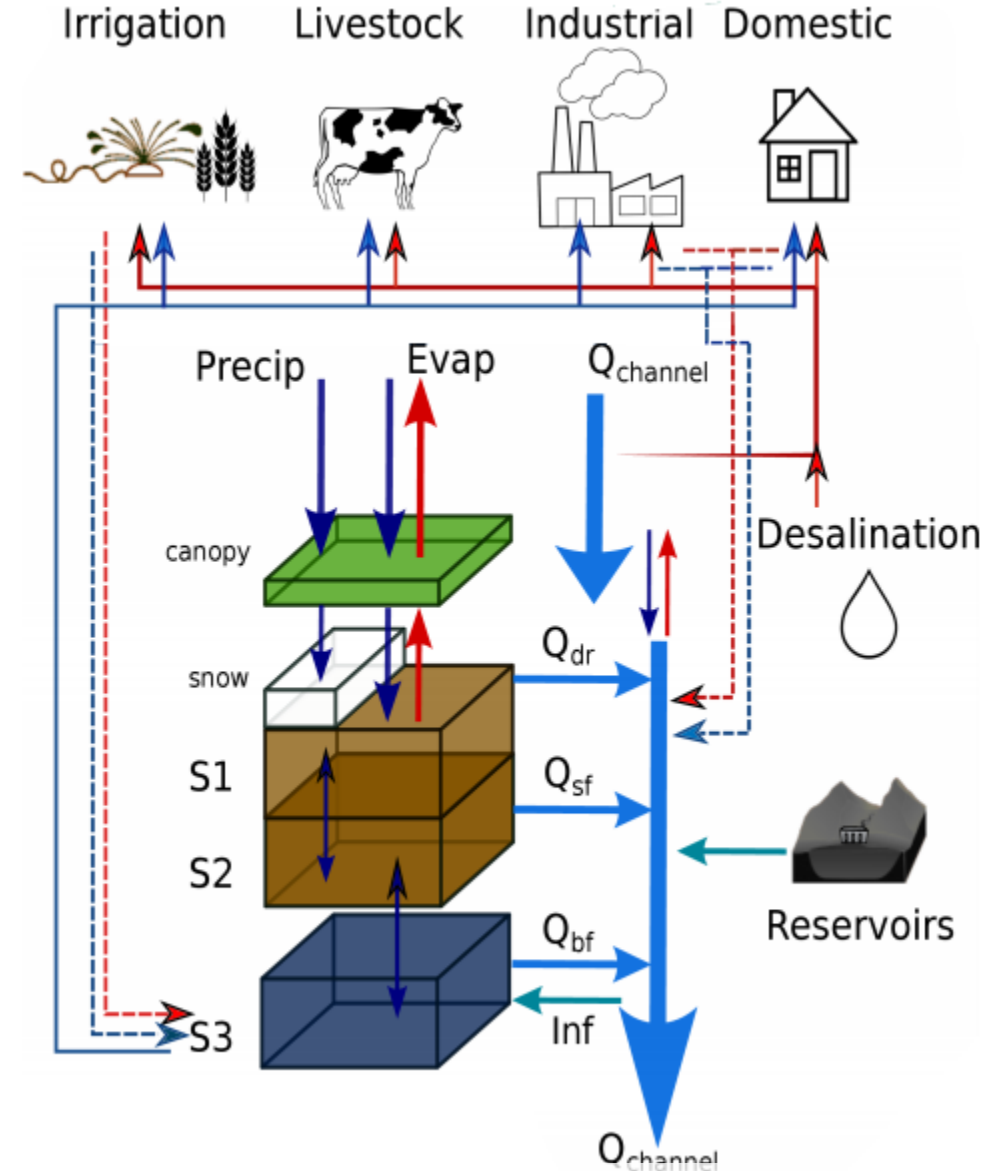 Irrigation Livestock Industrial Domestic
Precip Evap Qchannel
canopy
Desalination
snow
Qdr
S1
Qsf
S2
Reservoirs
Qbf
Inf
S3
Qchannel